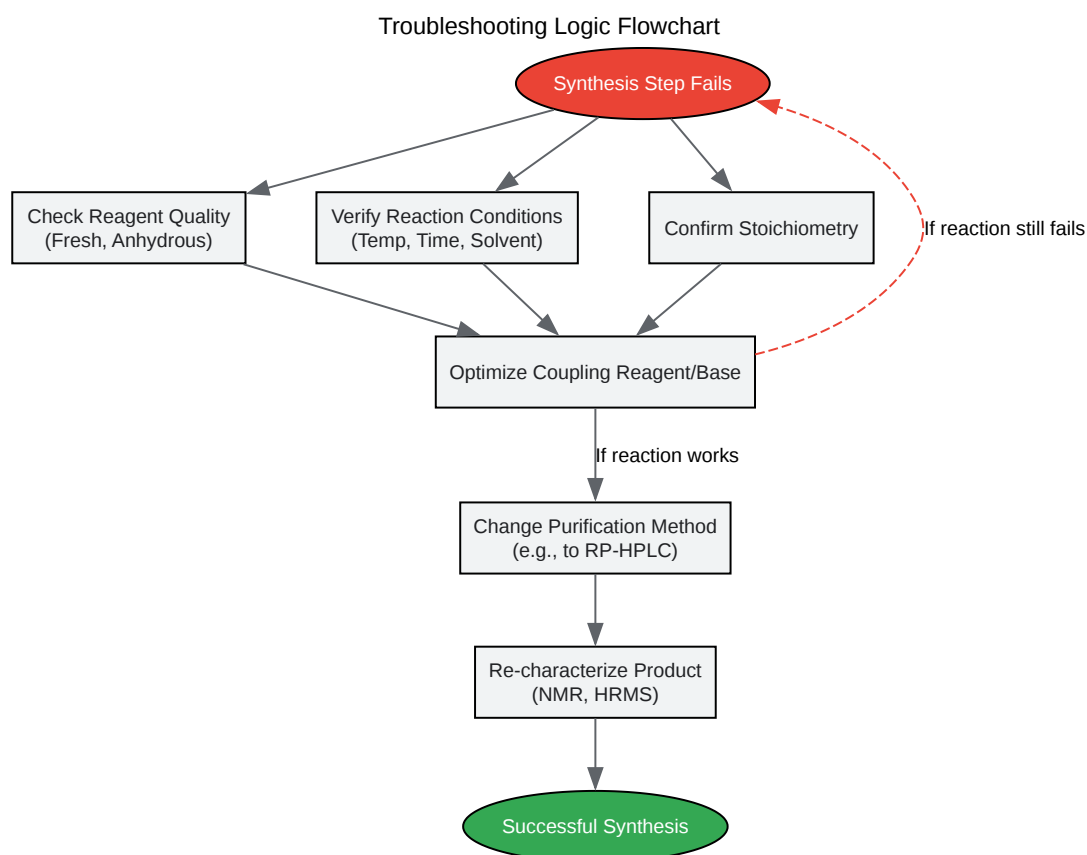 Troubleshooting Logic Flowchart
Synthesis Step Fails
Check Reagent Quality
(Fresh, Anhydrous)
Verify Reaction Conditions
(Temp, Time, Solvent)
Confirm Stoichiometry
If reaction still fails
Optimize Coupling Reagent/Base
If reaction works
Change Purification Method
(e.g., to RP-HPLC)
Re-characterize Product
(NMR, HRMS)
Successful Synthesis